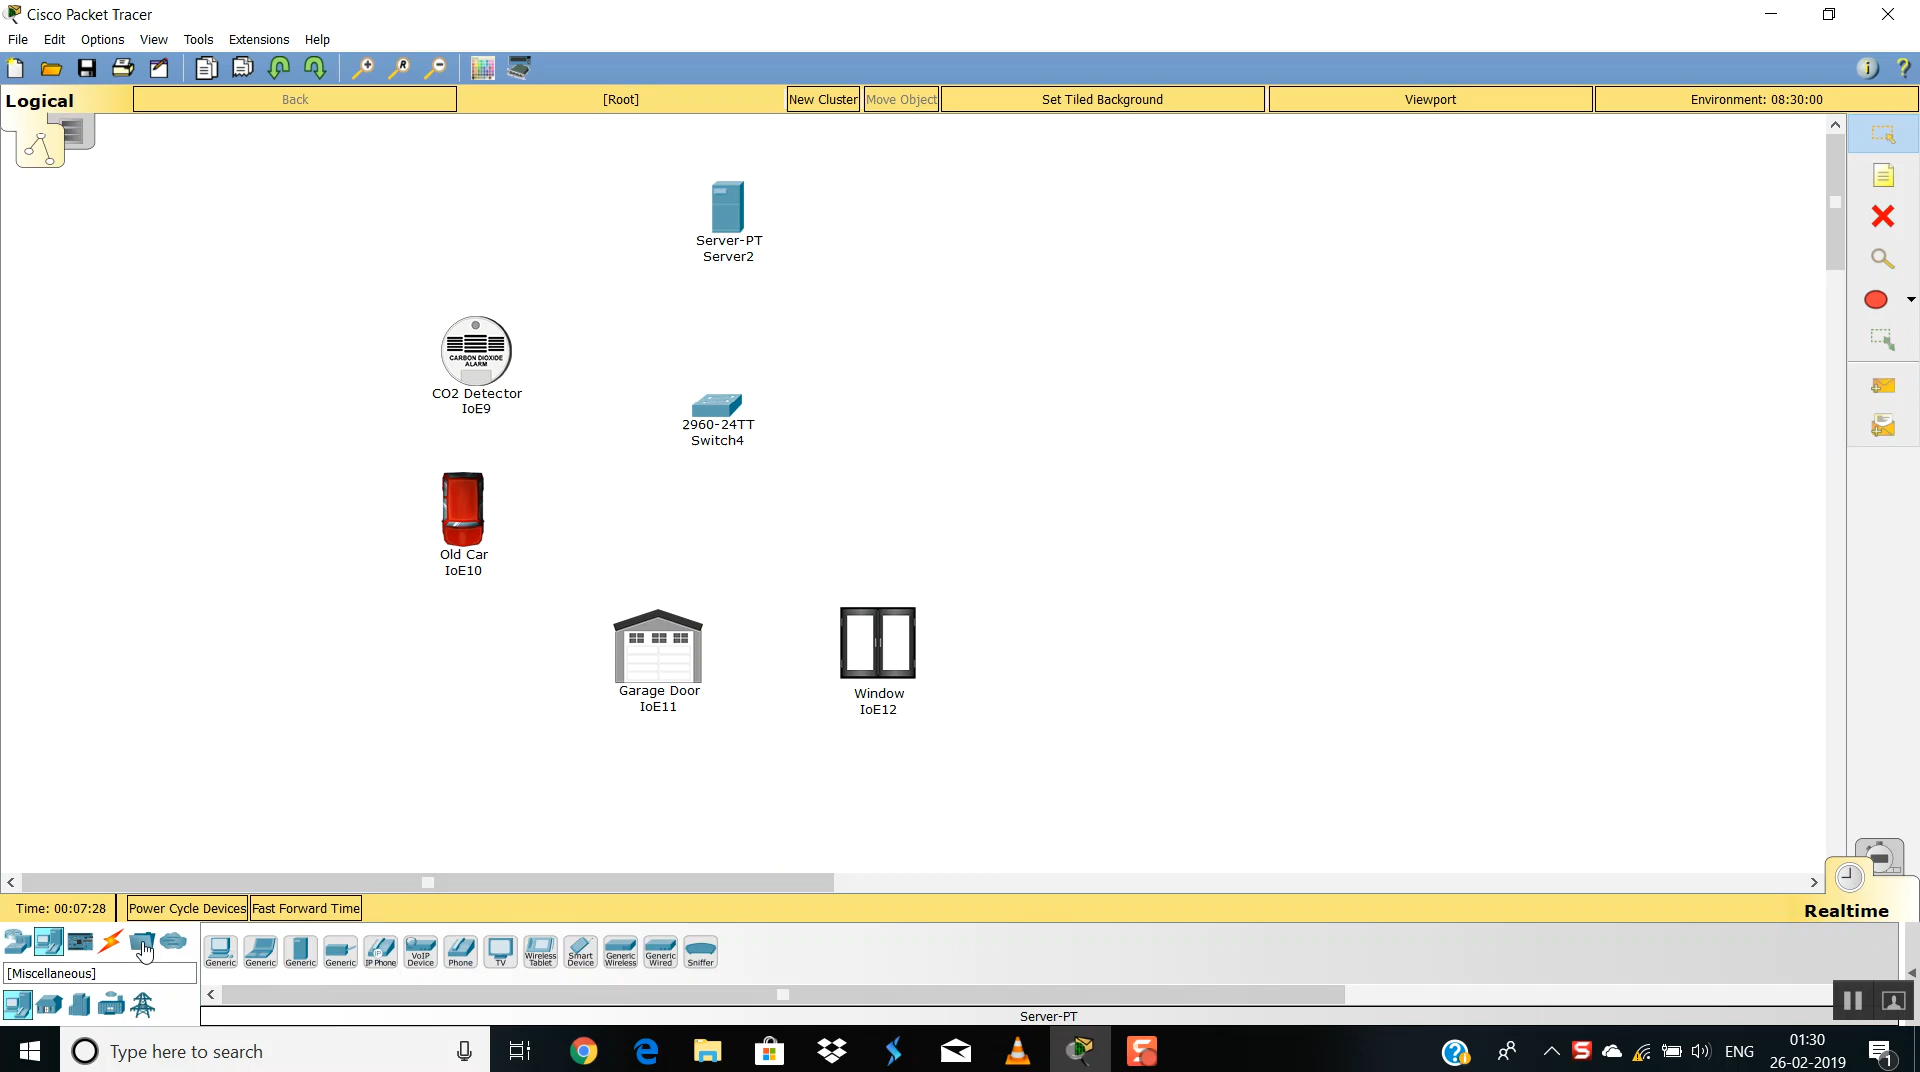 Cisco Packet Tracer
File Edit Options View Tools Extensions Help
Logical Back [Root] New Cluster Move Object Set Tiled Background Viewport Environment: 08:30:00
Server-PT
Server2
CARBON DIOXIDE
ALARM
CO2 Detector
IoE9
2960-24TT
Switch4
Old Car
IoE10
Garage Door
IoE11
Window
IoE12
Time: 00:07:28 Power Cycle Devices Fast Forward Time
Realtime
[Miscellaneous]
Generic
Generic
Generic
Generic
IP Phone
VoIP
Device
Phone
TV
Wireless
Tablet
Smart
Device
Generic
Wireless
Generic
Wired
Sniffer
Server-PT
Type here to search
ENG
01:30
26-02-2019
1